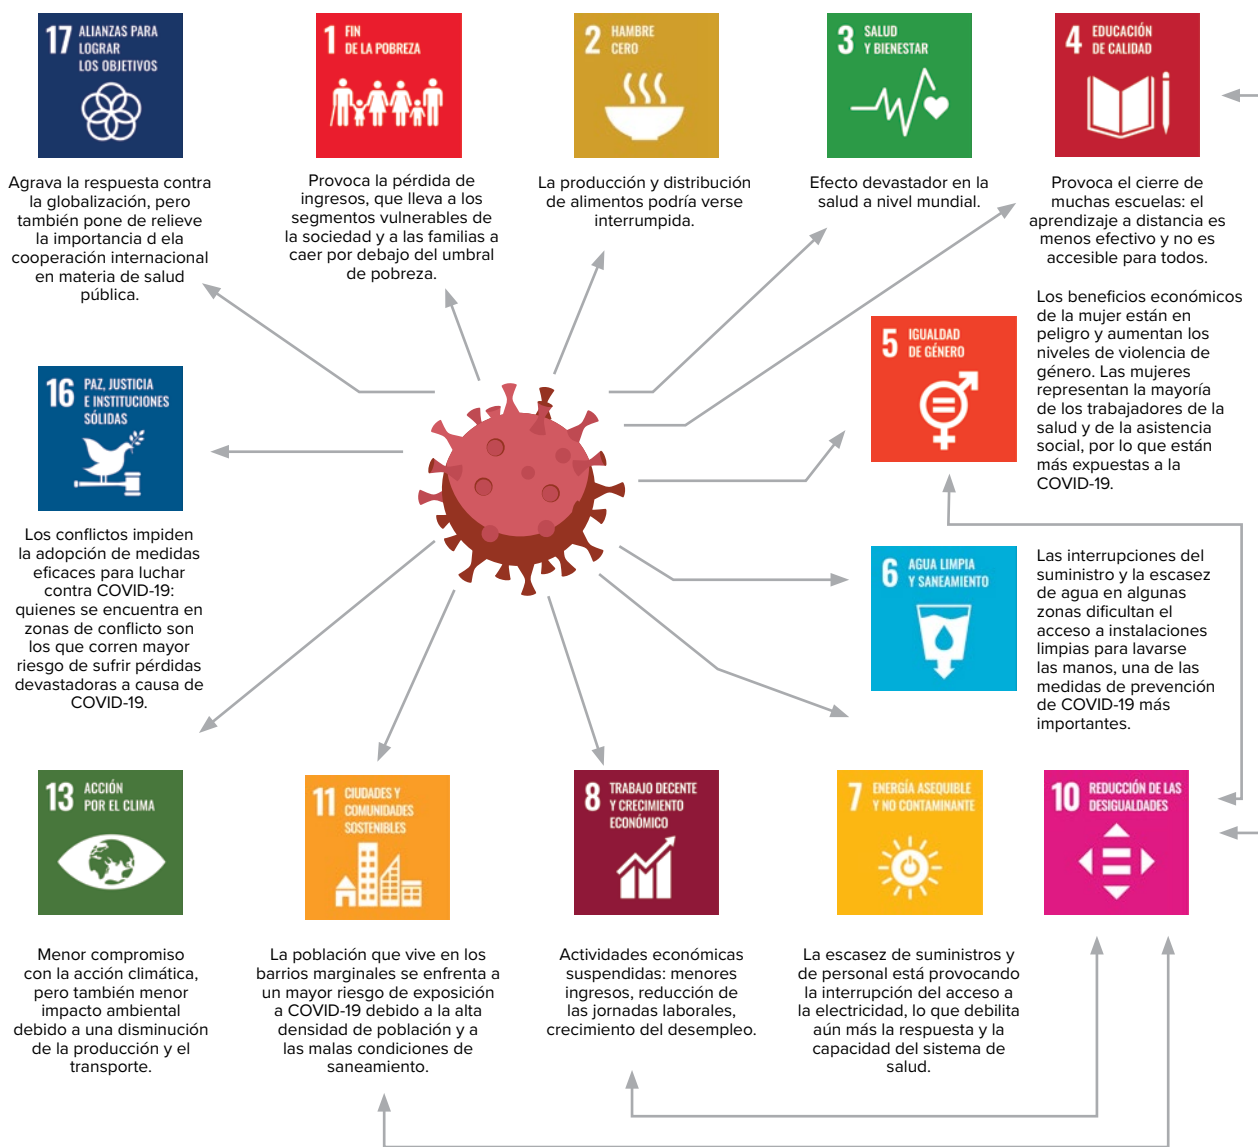 17 ALIANZAS PARA
LOGRAR
LOS OBJETIVOS
Agrava la respuesta contra
la globalización, pero
también pone de relieve
la importancia d ela
cooperación internacional
en materia de salud
pública.
1 FIN
DE LA POBREZA
Provoca la pérdida de
ingresos, que lleva a los
segmentos vulnerables de
la sociedad y a las familias a
caer por debajo del umbral
de pobreza.
2 HAMBRE
CERO
La producción y distribución
de alimentos podría verse
interrumpida.
3 SALUD
Y BIENESTAR
Efecto devastador en la
salud a nivel mundial.
4 EDUCACIÓN
DE CALIDAD
Provoca el cierre de
muchas escuelas: el
aprendizaje a distancia es
menos efectivo y no es
accesible para todos.
5 IGUALDAD
DE GÉNERO
Los beneficios económicos
de la mujer están en
peligro y aumentan los
niveles de violencia de
género. Las mujeres
representan la mayoría
de los trabajadores de la
salud y de la asistencia
social, por lo que están
más expuestas a la
COVID-19.
16 PAZ, JUSTICIA
E INSTITUCIONES
SÓLIDAS
Los conflictos impiden
la adopción de medidas
eficaces para luchar
contra COVID-19:
quienes se encuentra en
zonas de conflicto son
los que corren mayor
riesgo de sufrir pérdidas
devastadoras a causa de
COVID-19.
6 AGUA LIMPIA
Y SANEAMIENTO
Las interrupciones del
suministro y la escasez
de agua en algunas
zonas dificultan el
acceso a instalaciones
limpias para lavarse
las manos, una de las
medidas de prevención
de COVID-19 más
importantes.
13 ACCIÓN
POR EL CLIMA
Menor compromiso
con la acción climática,
pero también menor
impacto ambiental
debido a una disminución
de la producción y el
transporte.
11 CIUDADES Y
COMUNIDADES
SOSTENIBLES
La población que vive en los
barrios marginales se enfrenta a
un mayor riesgo de exposición
a COVID-19 debido a la alta
densidad de población y a
las malas condiciones de
saneamiento.
8 TRABAJO DECENTE
Y CRECIMIENTO
ECONÓMICO
Actividades económicas
suspendidas: menores
ingresos, reducción de
las jornadas laborales,
crecimiento del desempleo.
7 ENERGÍA ASEQUIBLE
Y NO CONTAMINANTE
La escasez de suministros y
de personal está provocando
la interrupción del acceso a
la electricidad, lo que debilita
aún más la respuesta y la
capacidad del sistema de
salud.
10 REDUCCIÓN DE LAS
DESIGUALDADES